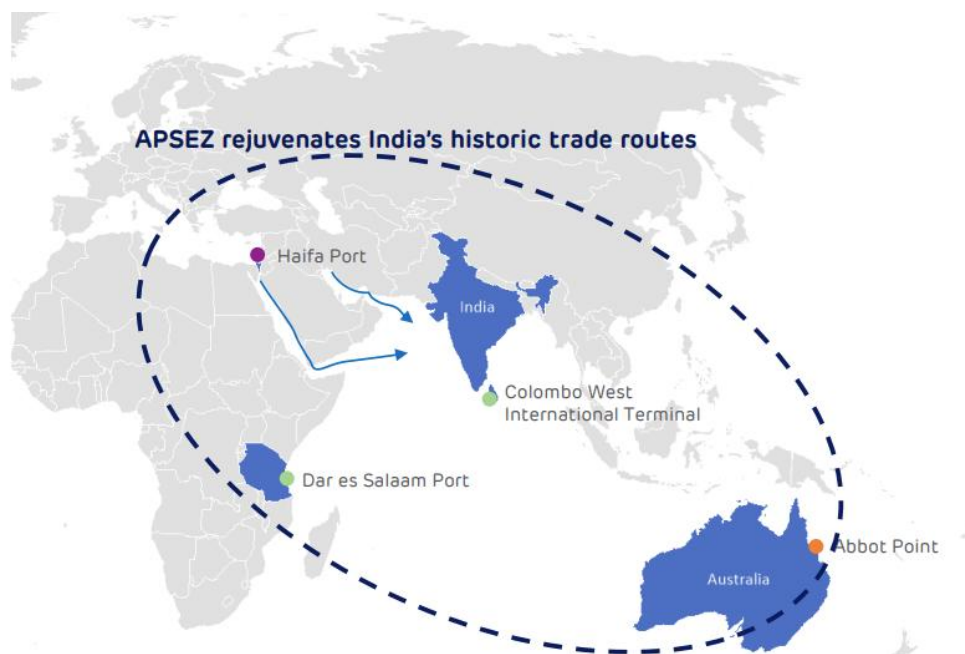 APSEZ rejuvenates India's historic trade routes
Haifa Port
India
Colombo West
International Terminal
Dar es Salaam Port
Abbot Point
Australia